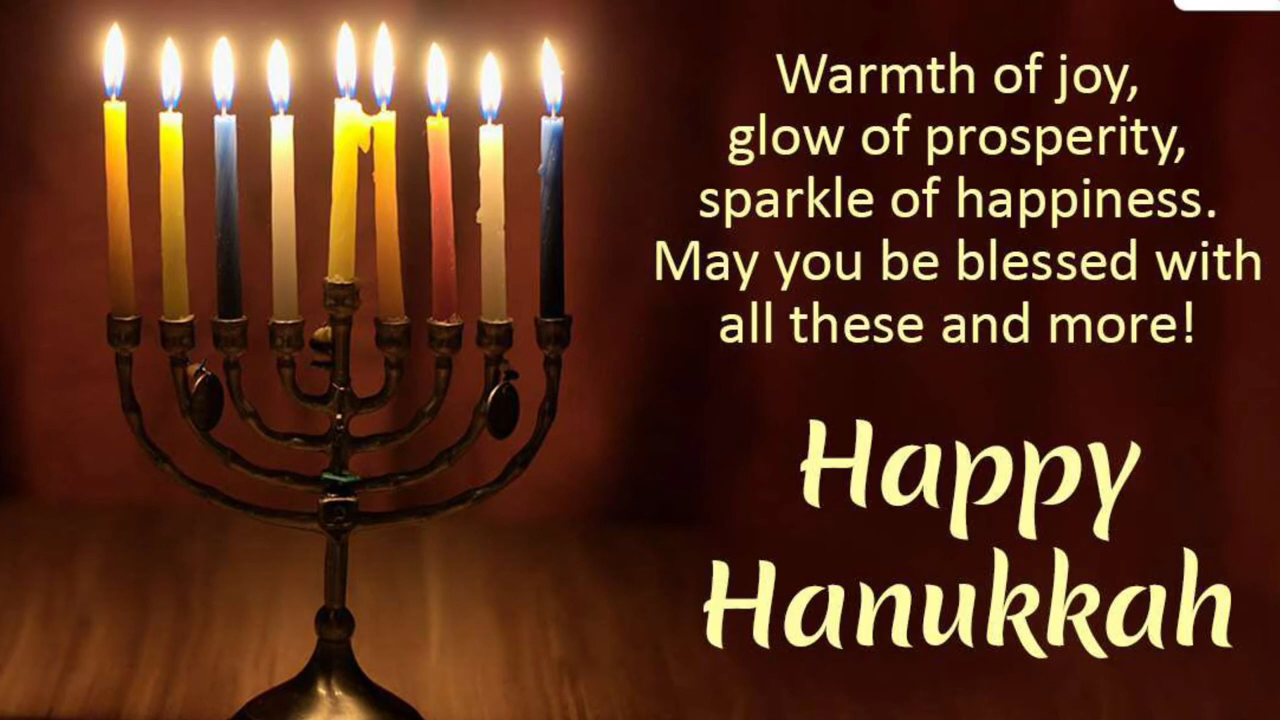 Warmth of joy,
glow of prosperity,
sparkle of happiness.
May you be blessed with
all these and more!
Happy
Hanukkah